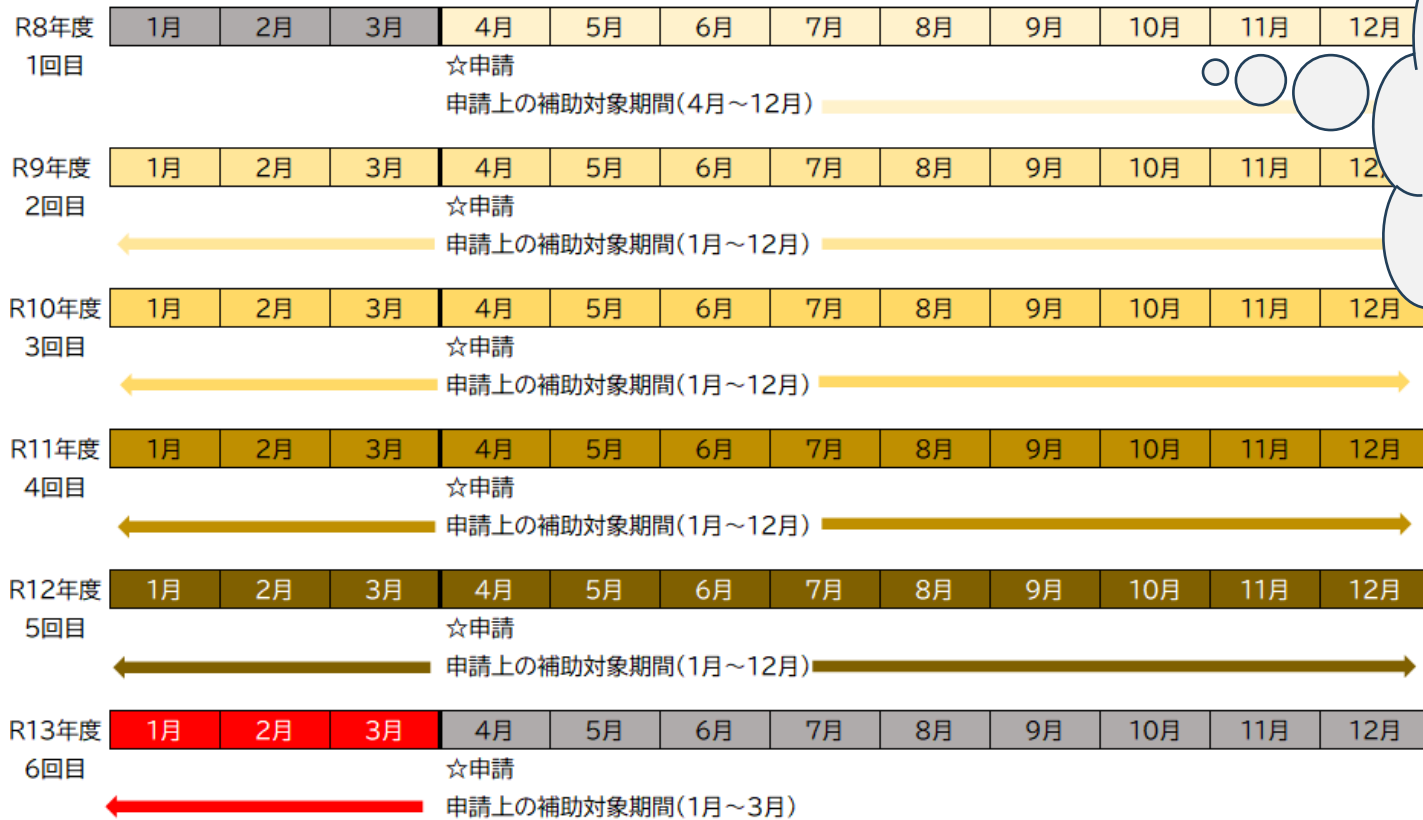 R8年度 1月 2月 3月 4月 5月 6月 7月 8月 9月 10月 11月 12月
1回目 ☆申請
申請上の補助対象期間(4月～12月)
R9年度 1月 2月 3月 4月 5月 6月 7月 8月 9月 10月 11月 12
2回目 ☆申請
申請上の補助対象期間(1月～12月)
R10年度 1月 2月 3月 4月 5月 6月 7月 8月 9月 10月 11月 12月
3回目 ☆申請
申請上の補助対象期間(1月～12月)
R11年度 1月 2月 3月 4月 5月 6月 7月 8月 9月 10月 11月 12月
4回目 ☆申請
申請上の補助対象期間(1月～12月)
R12年度 1月 2月 3月 4月 5月 6月 7月 8月 9月 10月 11月 12月
5回目 ☆申請
申請上の補助対象期間(1月～12月)
R13年度 1月 2月 3月 4月 5月 6月 7月 8月 9月 10月 11月 12月
6回目 ☆申請
申請上の補助対象期間(1月～3月)